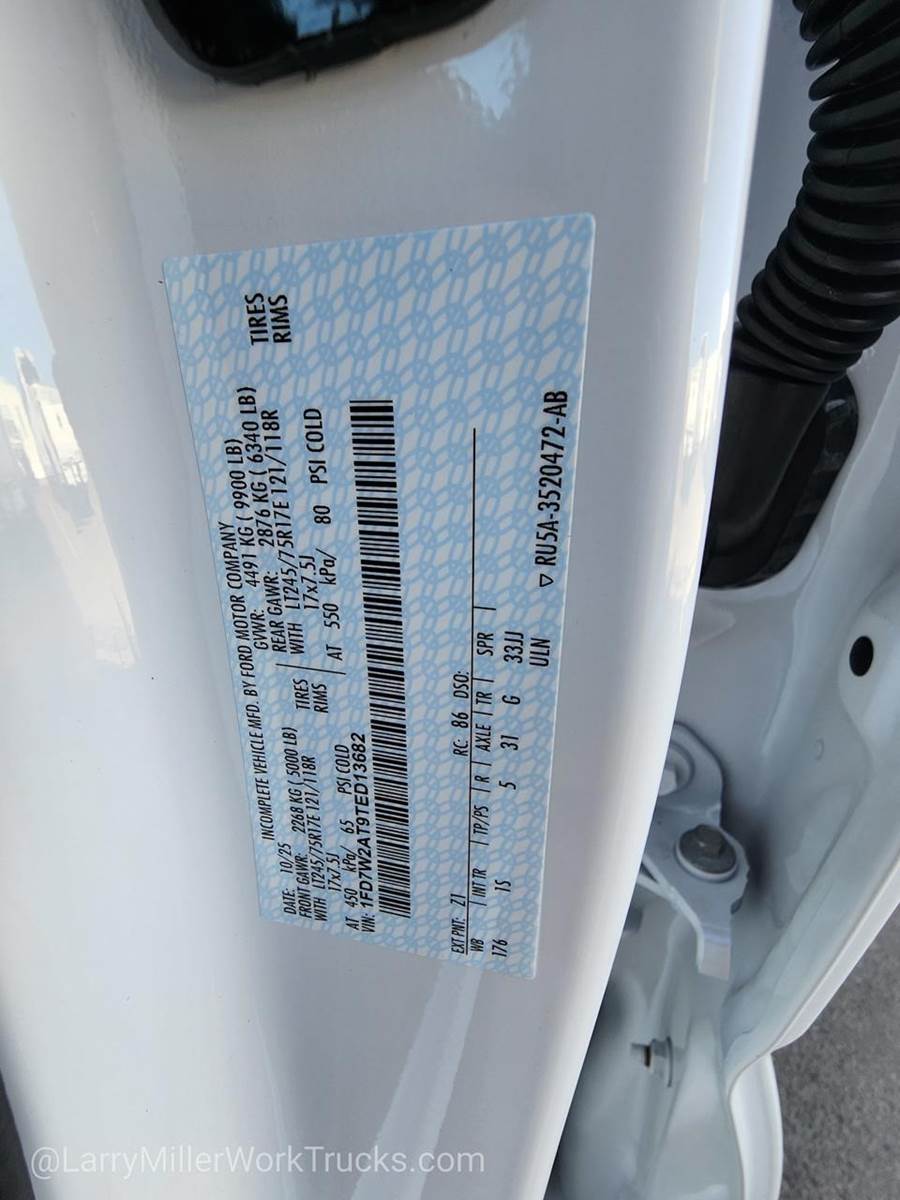 INCOMPLETE VEHICLE MFD. BY FORD MOTOR COMPANY
DATE: 10/25 GVWR: 4491 KG ( 9900 LB)
FRONT GAWR: 2268 KG ( 5000 LB) REAR GAWR: 2876 KG ( 6340 LB)
WITH LT245/75R17E 121/118R TIRES WITH LT245/75R17E 121/118R TIRES
17x7.5J RIMS 17x7.5J RIMS
AT 450 kPa/ 65 PSI COLD AT 550 kPa/ 80 PSI COLD
VIN: 1FD7W2AT9TED13682
EXT PNT: Z1 RC: 86 DSO:
WB INT TR TP/PS R AXLE TR SPR
176 1S 5 31 G 33JJ
ULN
▽ RU5A-3520472-AB
@LarryMillerWorkTrucks.com